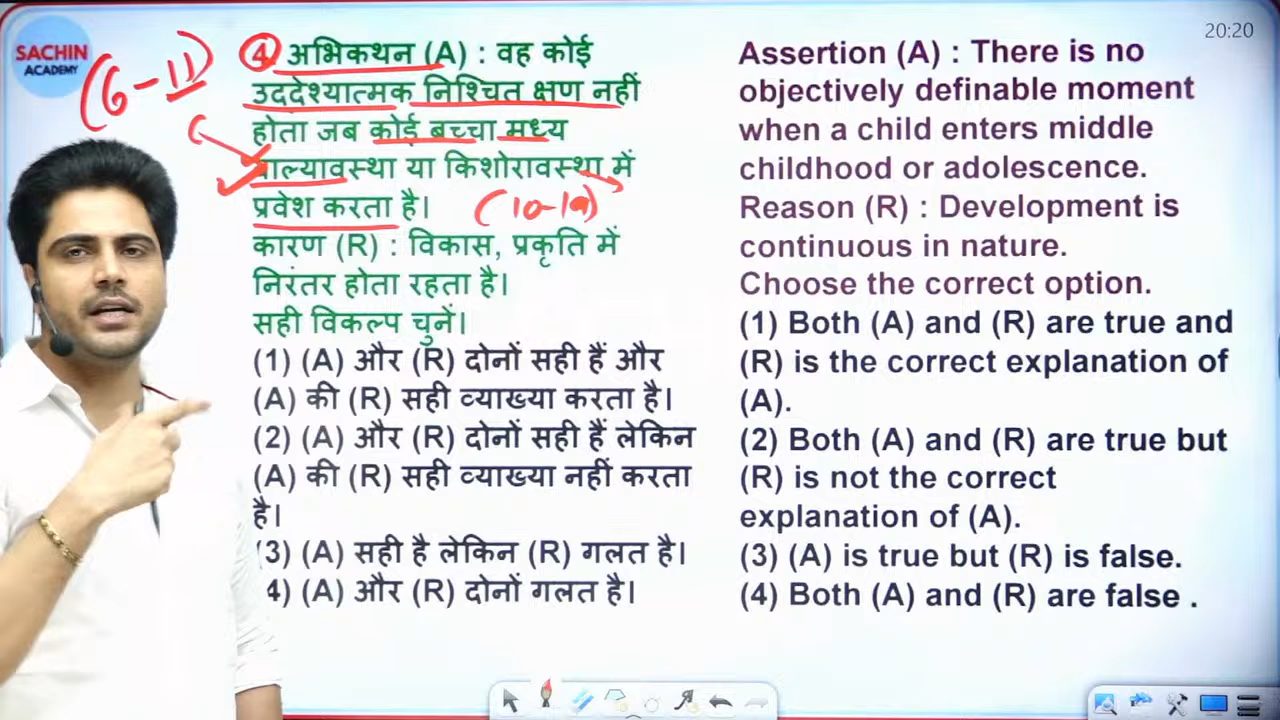 SACHIN
ACADEMY
20:20
(6-11)
④ अभिकथन (A) : वह कोई
उददेश्यात्मक निश्चित क्षण नहीं
होता जब कोई बच्चा मध्य
बाल्यावस्था या किशोरावस्था में
प्रवेश करता है।
(10-19)
कारण (R) : विकास, प्रकृति में
निरंतर होता रहता है।
सही विकल्प चुनें।
(1) (A) और (R) दोनों सही हैं और
(A) की (R) सही व्याख्या करता है।
(2) (A) और (R) दोनों सही हैं लेकिन
(A) की (R) सही व्याख्या नहीं करता
है।
(3) (A) सही है लेकिन (R) गलत है।
4) (A) और (R) दोनों गलत है।
Assertion (A) : There is no
objectively definable moment
when a child enters middle
childhood or adolescence.
Reason (R) : Development is
continuous in nature.
Choose the correct option.
(1) Both (A) and (R) are true and
(R) is the correct explanation of
(A).
(2) Both (A) and (R) are true but
(R) is not the correct
explanation of (A).
(3) (A) is true but (R) is false.
(4) Both (A) and (R) are false .